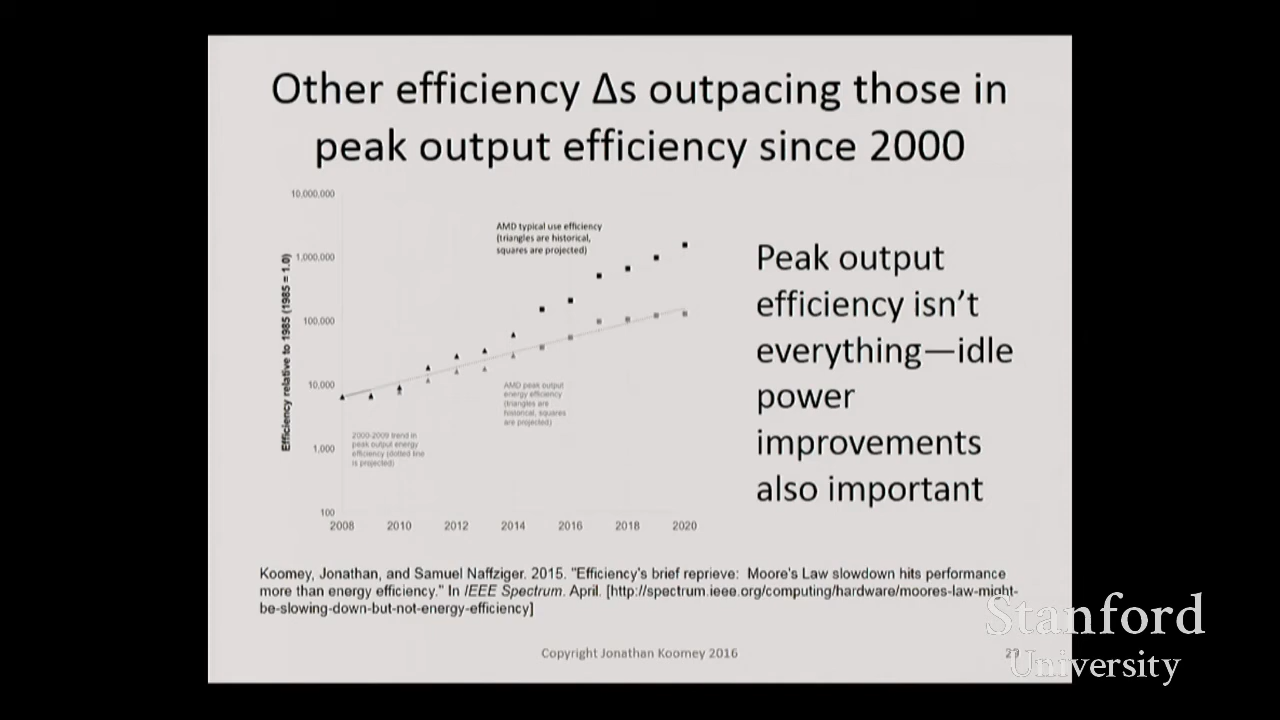 Other efficiency Δs outpacing those in
peak output efficiency since 2000
10,000,000
1,000,000
100,000
10,000
1,000
100
Efficiency relative to 1985 (1985 = 1.0)
AMD typical use efficiency
(triangles are historical,
squares are projected)
AMD peak output
energy efficiency
(triangles are
historical, squares
are projected)
2000-2009 trend in
peak output energy
efficiency (dotted line
is projected)
2008 2010 2012 2014 2016 2018 2020
Peak output
efficiency isn't
everything—idle
power
improvements
also important
Koomey, Jonathan, and Samuel Naffziger. 2015. "Efficiency's brief reprieve: Moore's Law slowdown hits performance
more than energy efficiency." In IEEE Spectrum. April. [http://spectrum.ieee.org/computing/hardware/moores-law-might-
be-slowing-down-but-not-energy-efficiency]
Copyright Jonathan Koomey 2016
29
Stanford
University